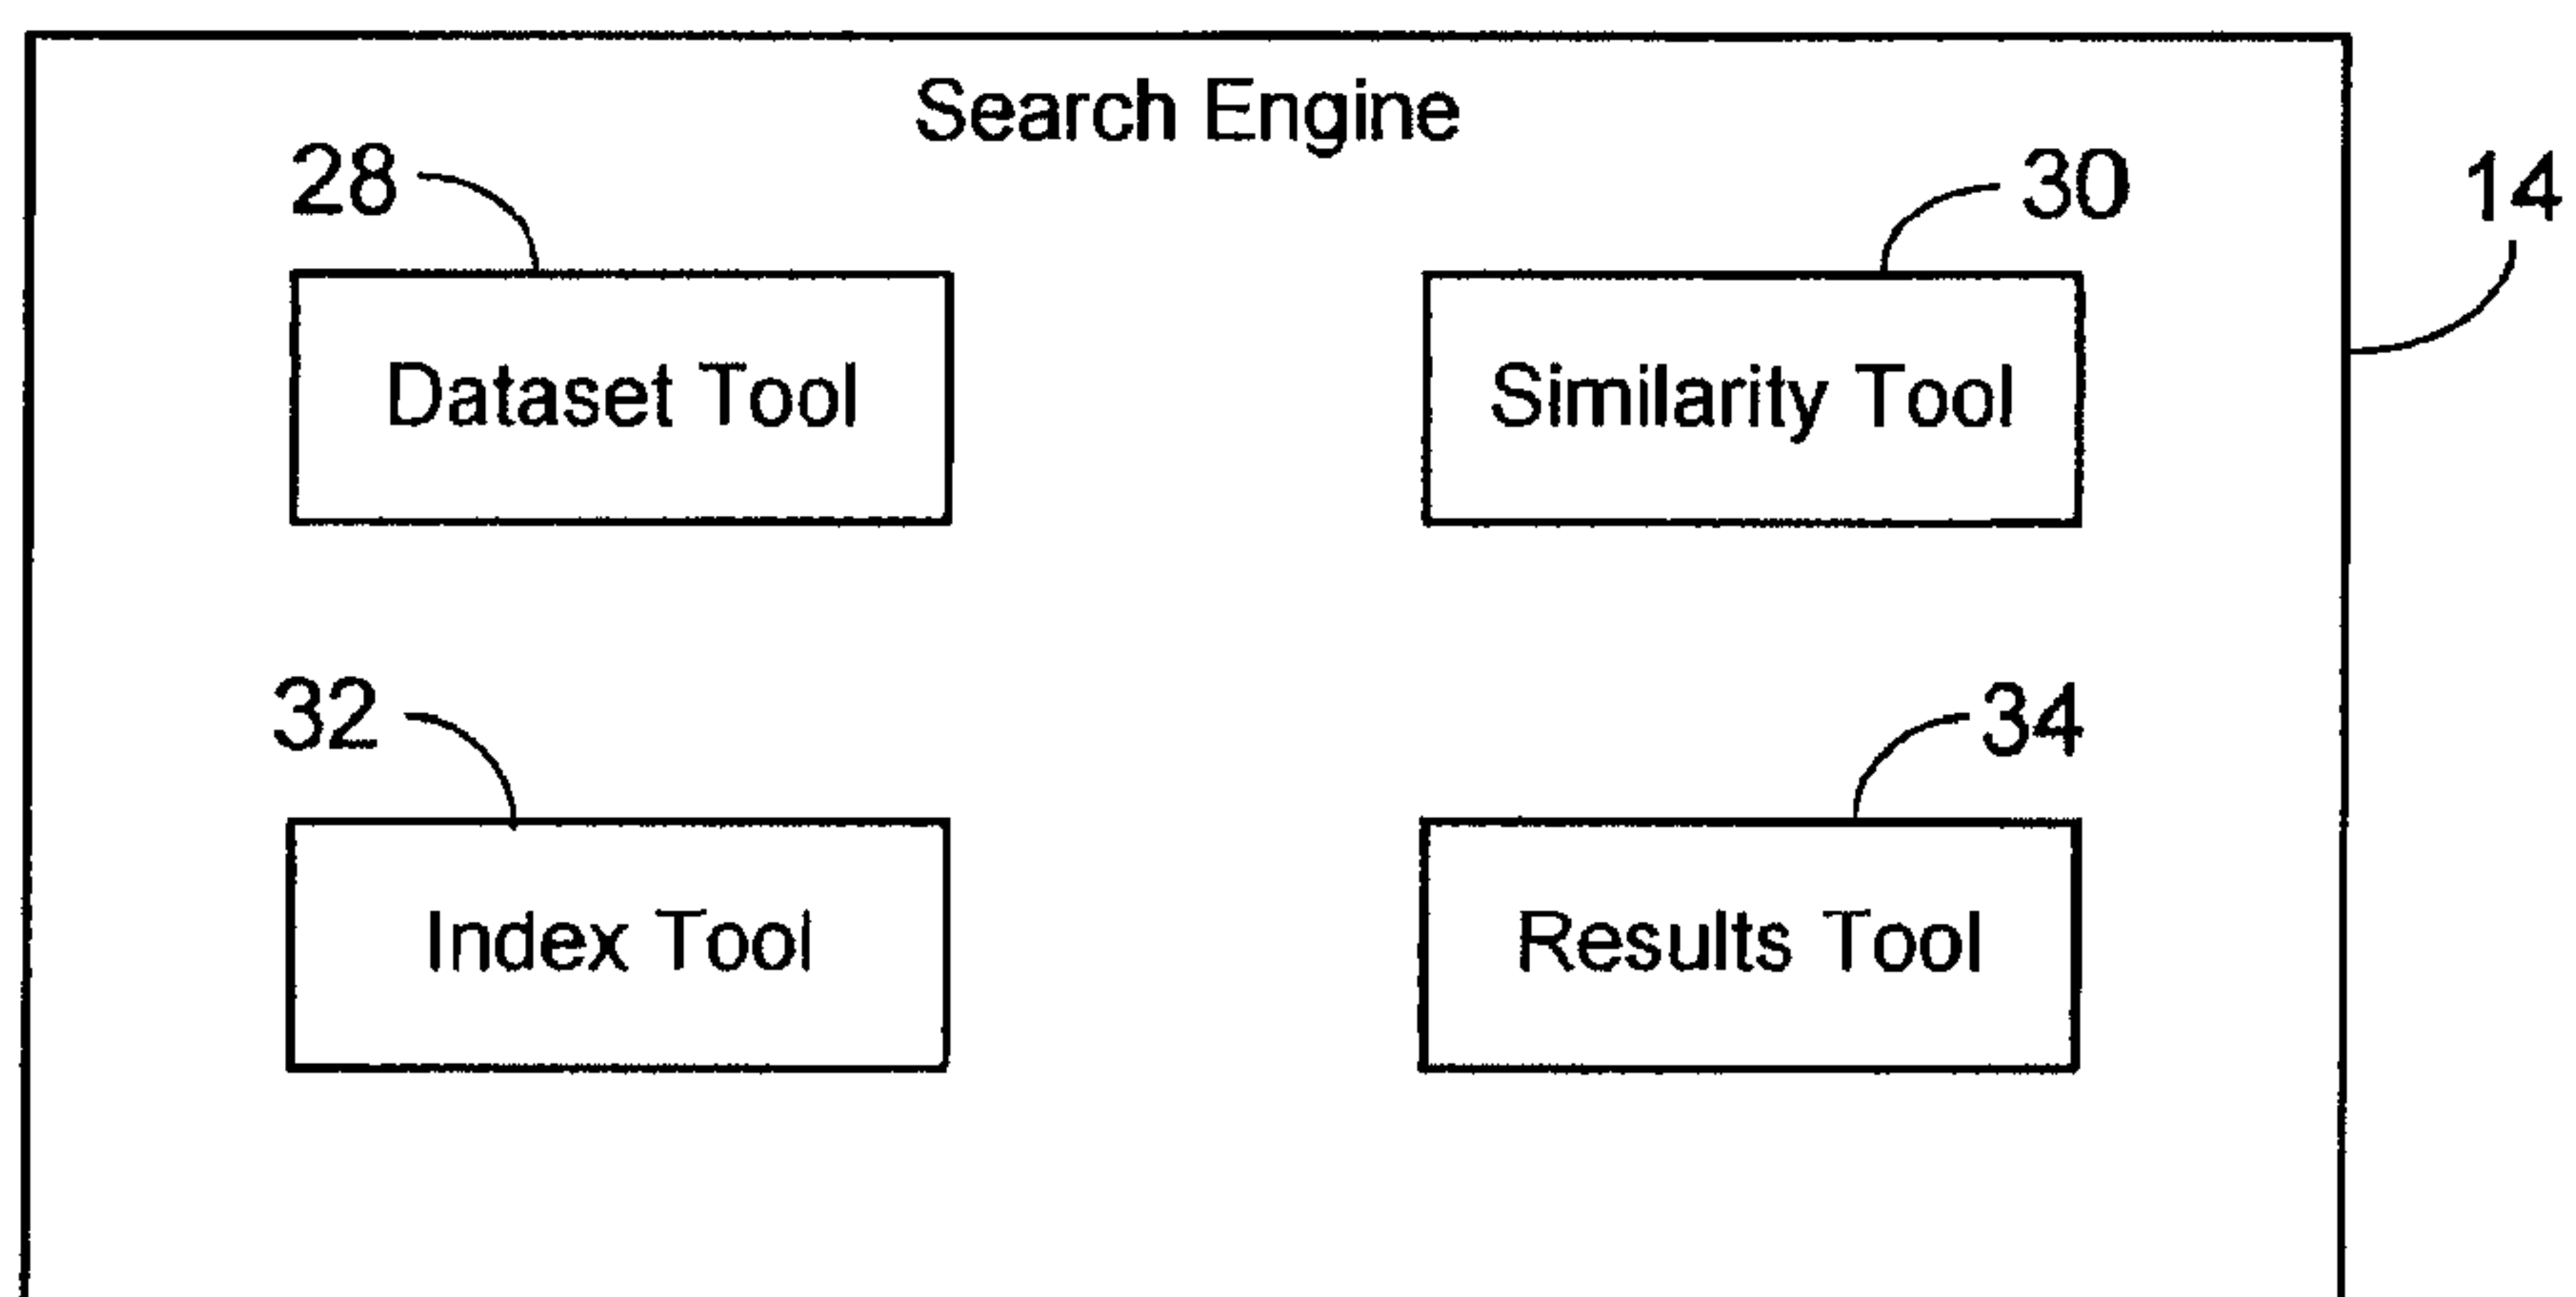 Search Engine
28
30
14
Dataset Tool
Similarity Tool
32
34
Index Tool
Results Tool